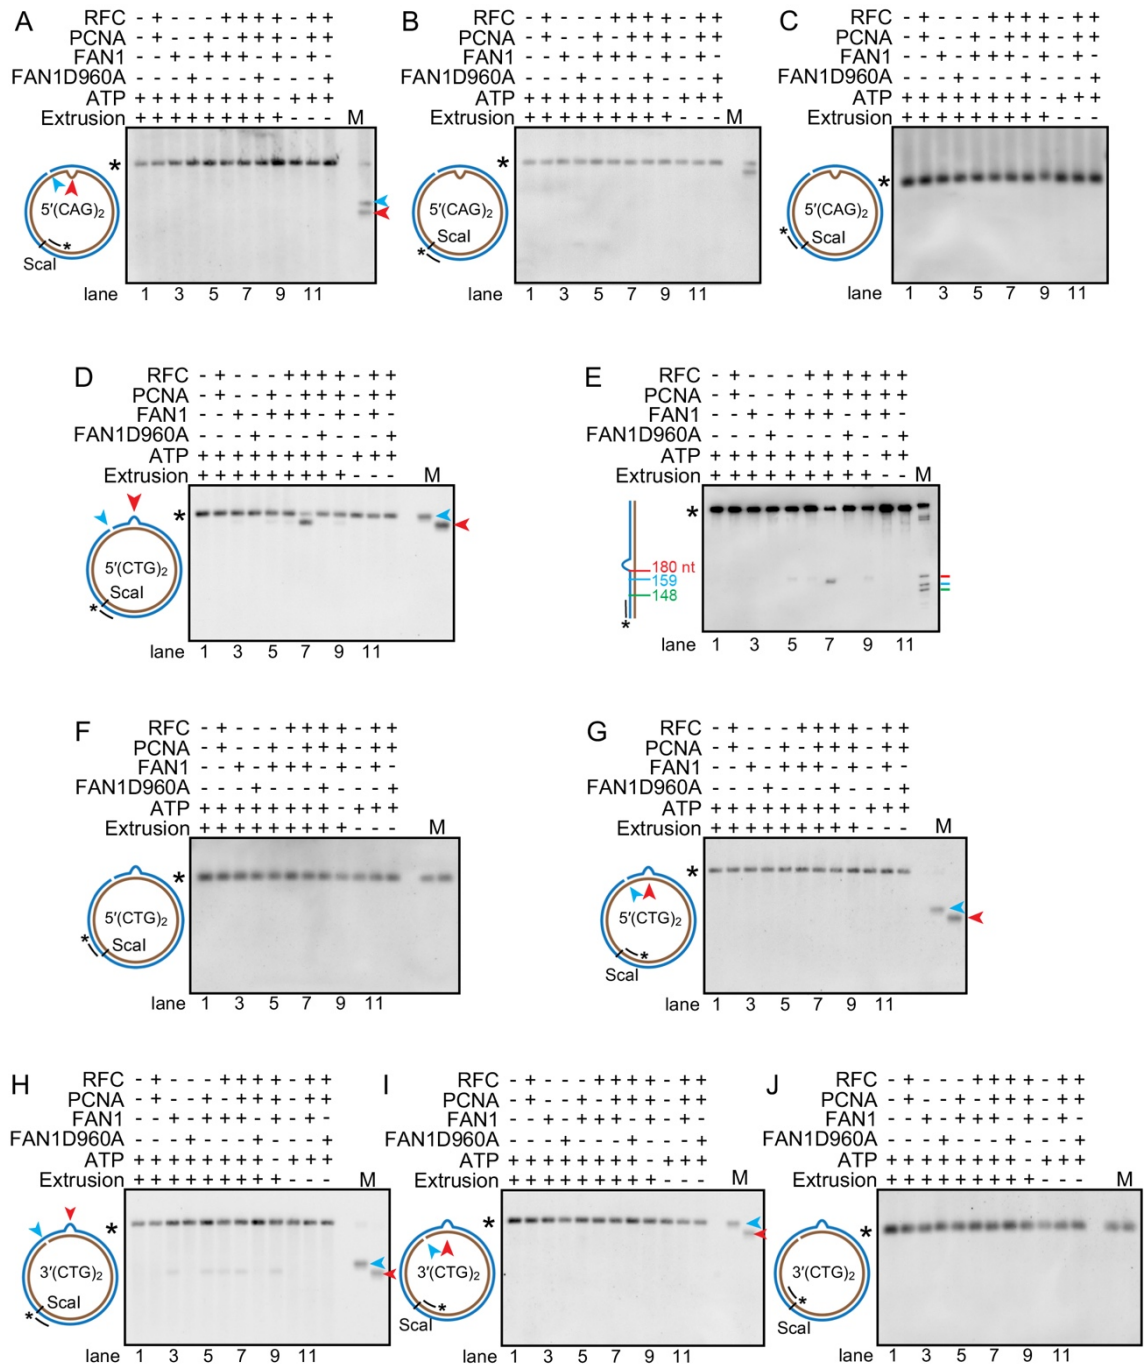 A
RFC - + - - - + + + + - + +
PCNA - + - - + - + + + - + +
FAN1 - - + - + + + - + - + -
FAN1D960A - - - + - - - + - - - +
ATP + + + + + + + + - + + +
Extrusion + + + + + + + + + - - - M
*
5′(CAG)₂
*
ScaI
lane 1 3 5 7 9 11
B
RFC - + - - - + + + + - + +
PCNA - + - - + - + + + - + +
FAN1 - - + - + + + - + - + -
FAN1D960A - - - + - - - + - - - +
ATP + + + + + + + + - + + +
Extrusion + + + + + + + + + - - - M
*
5′(CAG)₂
ScaI
*
lane 1 3 5 7 9 11
C
RFC - + - - - + + + + - + +
PCNA - + - - + - + + + - + +
FAN1 - - + - + + + - + - + -
FAN1D960A - - - + - - - + - - - +
ATP + + + + + + + + - + + +
Extrusion + + + + + + + + + - - -
*
5′(CAG)₂
* ScaI
lane 1 3 5 7 9 11
D
RFC - + - - - + + + + - + +
PCNA - + - - + - + + + - + +
FAN1 - - + - + + + - + - + -
FAN1D960A - - - + - - - + - - - +
ATP + + + + + + + + - + + +
Extrusion + + + + + + + + + - - - M
*
5′(CTG)₂
ScaI
*
lane 1 3 5 7 9 11
E
RFC - + - - - + + + + - + +
PCNA - + - - + - + + + - + +
FAN1 - - + - + + + - + - + -
FAN1D960A - - - + - - - + - - - +
ATP + + + + + + + + - + + +
Extrusion + + + + + + + + + - - - M
*
180 nt
159
148
*
lane 1 3 5 7 9 11
F
RFC - + - - - + + + + - + +
PCNA - + - - + - + + + - + +
FAN1 - - + - + + + - + - + -
FAN1D960A - - - + - - - + - - - +
ATP + + + + + + + + - + + +
Extrusion + + + + + + + + + - - - M
*
5′(CTG)₂
* ScaI
lane 1 3 5 7 9 11
G
RFC - + - - - + + + + - + +
PCNA - + - - + - + + + - + +
FAN1 - - + - + + + - + - + -
FAN1D960A - - - + - - - + - - - +
ATP + + + + + + + + - + + +
Extrusion + + + + + + + + + - - - M
*
5′(CTG)₂
*
ScaI
lane 1 3 5 7 9 11
H
RFC - + - - - + + + + - + +
PCNA - + - - + - + + + - + +
FAN1 - - + - + + + - + - + -
FAN1D960A - - - + - - - + - - - +
ATP + + + + + + + + - + + +
Extrusion + + + + + + + + + - - - M
*
3′(CTG)₂
ScaI
*
lane 1 3 5 7 9 11
I
RFC - + - - - + + + + - + +
PCNA - + - - + - + + + - + +
FAN1 - - + - + + + - + - + -
FAN1D960A - - - + - - - + - - - +
ATP + + + + + + + + - + + +
Extrusion + + + + + + + + + - - - M
*
3′(CTG)₂
*
ScaI
lane 1 3 5 7 9 11
J
RFC - + - - - + + + + - + +
PCNA - + - - + - + + + - + +
FAN1 - - + - + + + - + - + -
FAN1D960A - - - + - - - + - - - +
ATP + + + + + + + + - + + +
Extrusion + + + + + + + + + - - - M
*
3′(CTG)₂
*
ScaI
lane 1 3 5 7 9 11